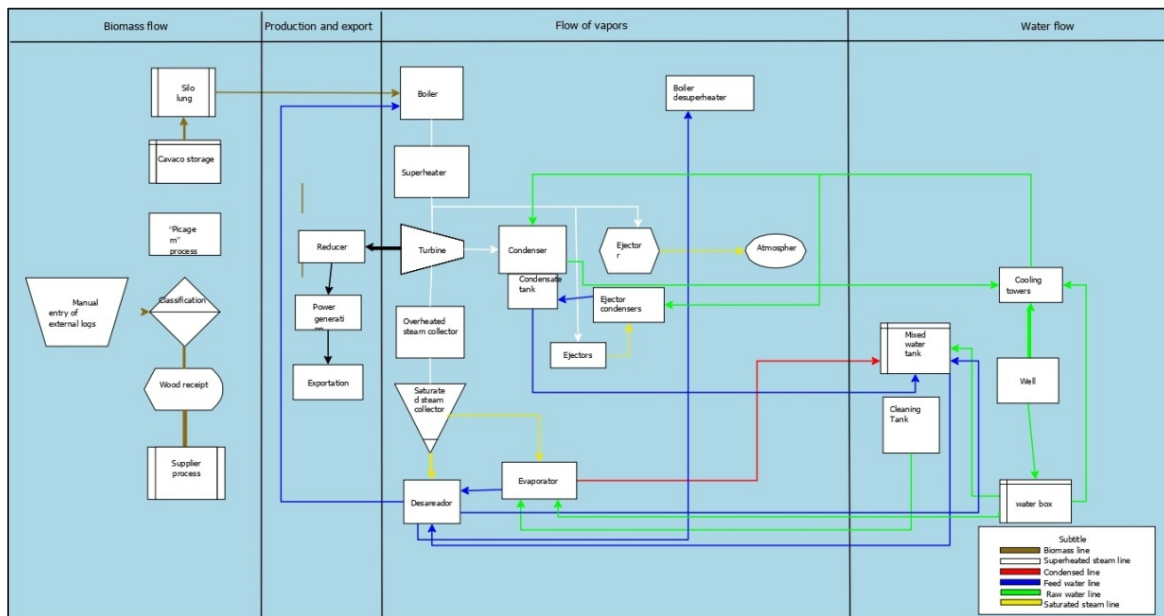 Biomass flow
Production and export
Flow of vapors
Water flow
Silo
lung
Boiler
Boiler
desuperheater
Cavaco storage
Superheater
"Picage
m"
process
Reducer
Turbine
Condenser
Ejecto
r
Atmospher
Manual
entry of
external logs
Classification
Condensate
tank
Ejector
condensers
Cooling
towers
Power
generati
on
Overheated
steam collector
Ejectors
Mixed
water tank
Exportation
Wood receipt
Saturate
d steam
collector
Cleaning
Tank
Well
Supplier
process
Desareador
Evaporator
water box
Subtitle
Biomass line
Superheated steam line
Condensed line
Feed water line
Raw water line
Saturated steam line